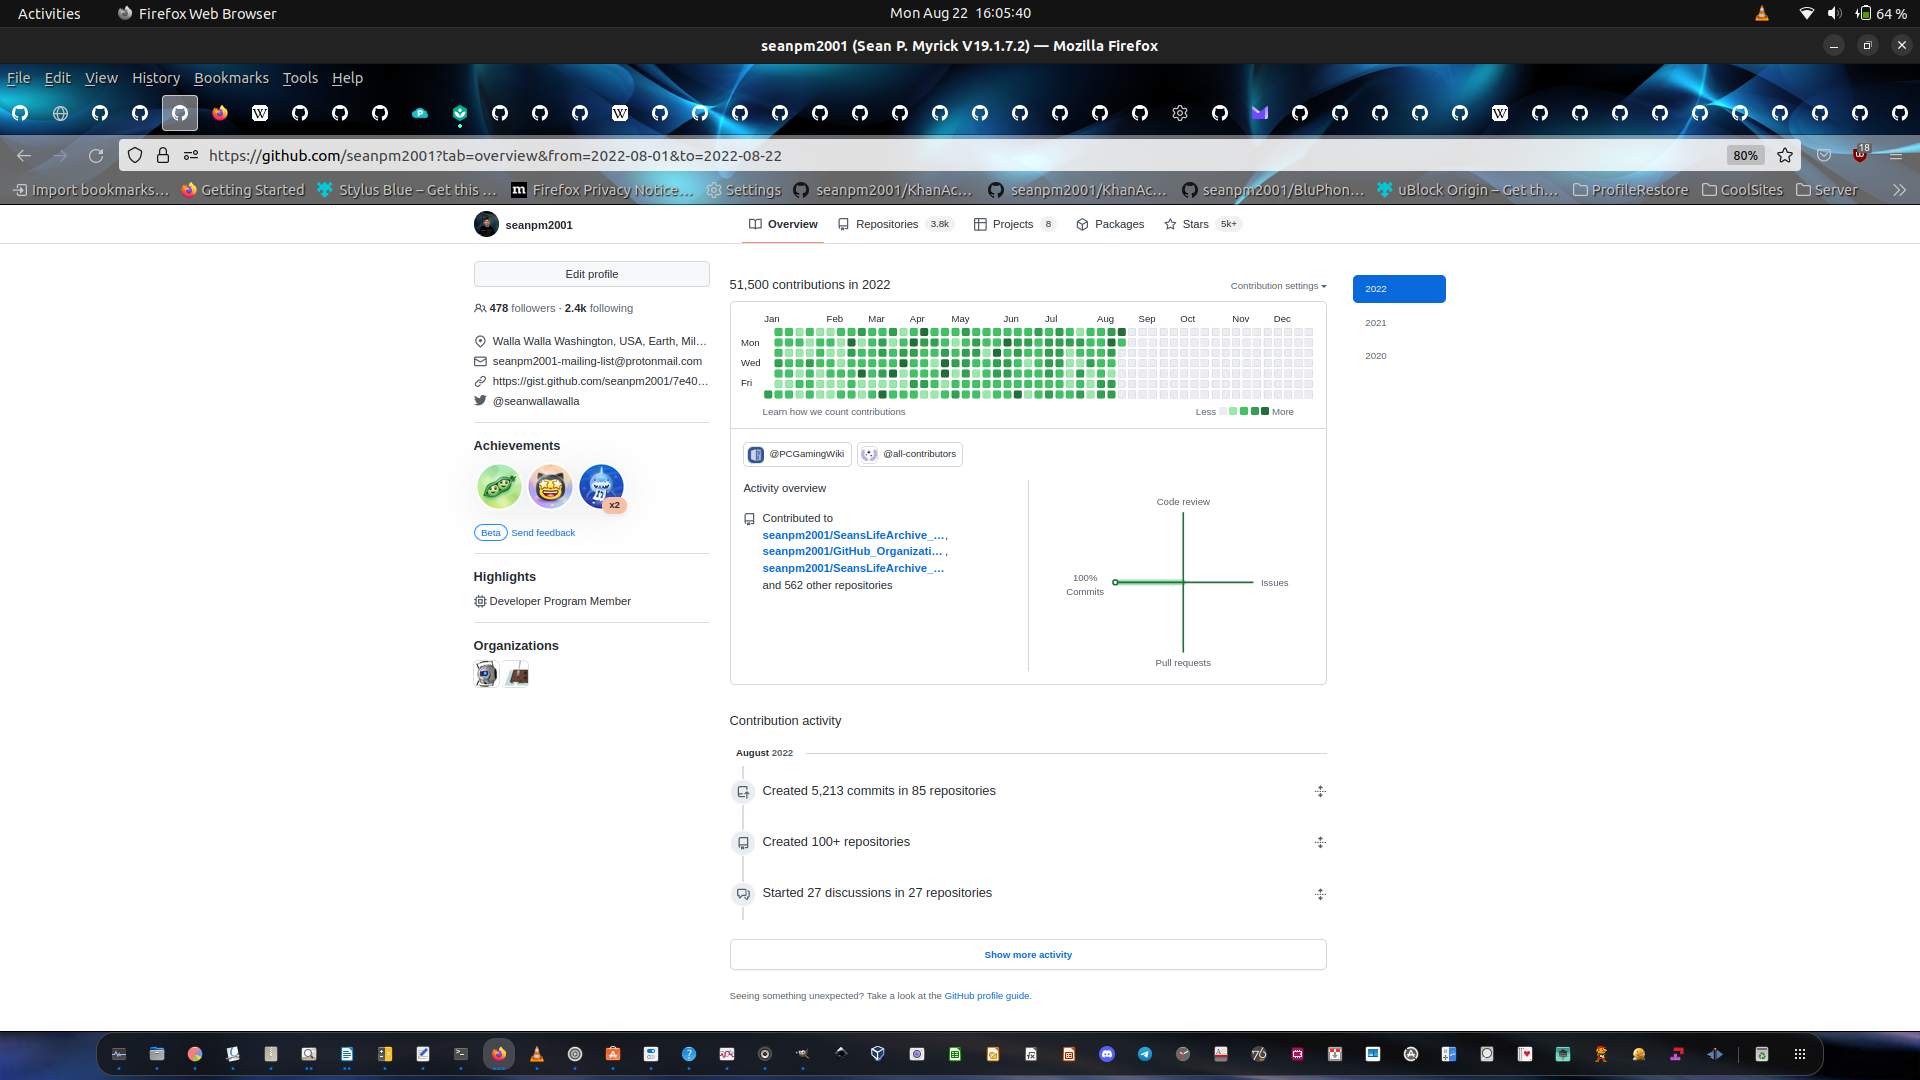 Activities
Firefox Web Browser
Mon Aug 22 16:05:40
64 %
seanpm2001 (Sean P. Myrick V19.1.7.2) — Mozilla Firefox
File Edit View History Bookmarks Tools Help
https://github.com/seanpm2001?tab=overview&from=2022-08-01&to=2022-08-22
80%
18
Import bookmarks… Getting Started Stylus Blue – Get this … Firefox Privacy Notice… Settings seanpm2001/KhanAc… seanpm2001/KhanAc… seanpm2001/BluPhon… uBlock Origin – Get th… ProfileRestore CoolSites Server
seanpm2001
Overview Repositories 3.8k Projects 8 Packages Stars 5k+
Edit profile
478 followers · 2.4k following
Walla Walla Washington, USA, Earth, Mil…
seanpm2001-mailing-list@protonmail.com
https://gist.github.com/seanpm2001/7e40…
@seanwallawalla
Achievements
x2
Beta Send feedback
Highlights
Developer Program Member
Organizations
51,500 contributions in 2022
Contribution settings
2022
2021
2020
Jan Feb Mar Apr May Jun Jul Aug Sep Oct Nov Dec
Mon
Wed
Fri
Learn how we count contributions
Less More
@PCGamingWiki @all-contributors
Activity overview
Contributed to
seanpm2001/SeansLifeArchive_…,
seanpm2001/GitHub_Organizati… ,
seanpm2001/SeansLifeArchive_…
and 562 other repositories
Code review
100%
Commits
Issues
Pull requests
Contribution activity
August 2022
Created 5,213 commits in 85 repositories
Created 100+ repositories
Started 27 discussions in 27 repositories
Show more activity
Seeing something unexpected? Take a look at the GitHub profile guide.